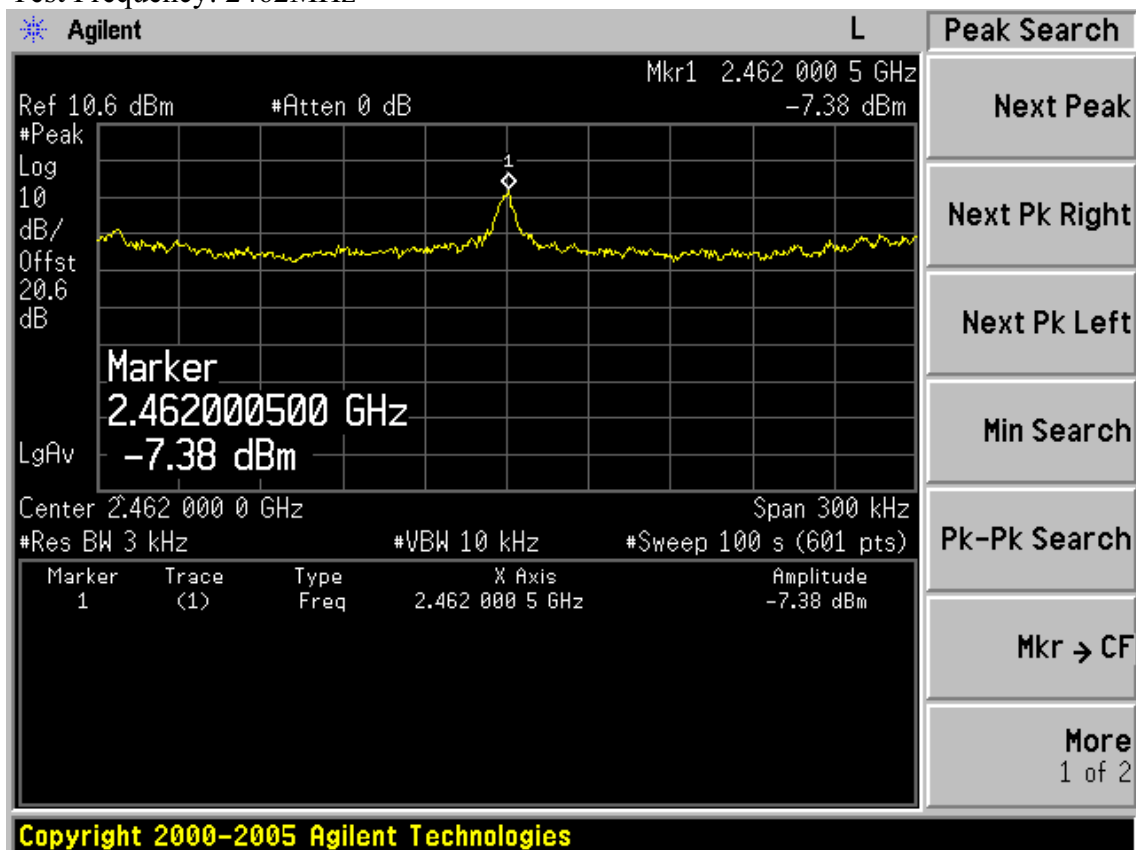 Test Frequency: 2462MHz
Agilent L Peak Search
Mkr1 2.462 000 5 GHz
Ref 10.6 dBm #Atten 0 dB -7.38 dBm
Next Peak
#Peak
Log
10
dB/
Offst
20.6
dB
1
Next Pk Right
Next Pk Left
Marker
2.462000500 GHz
-7.38 dBm
LgAv
Min Search
Center 2.462 000 0 GHz Span 300 kHz
#Res BW 3 kHz #VBW 10 kHz #Sweep 100 s (601 pts)
Pk-Pk Search
Marker Trace Type X Axis Amplitude
1 (1) Freq 2.462 000 5 GHz -7.38 dBm
Mkr → CF
More
1 of 2
Copyright 2000-2005 Agilent Technologies